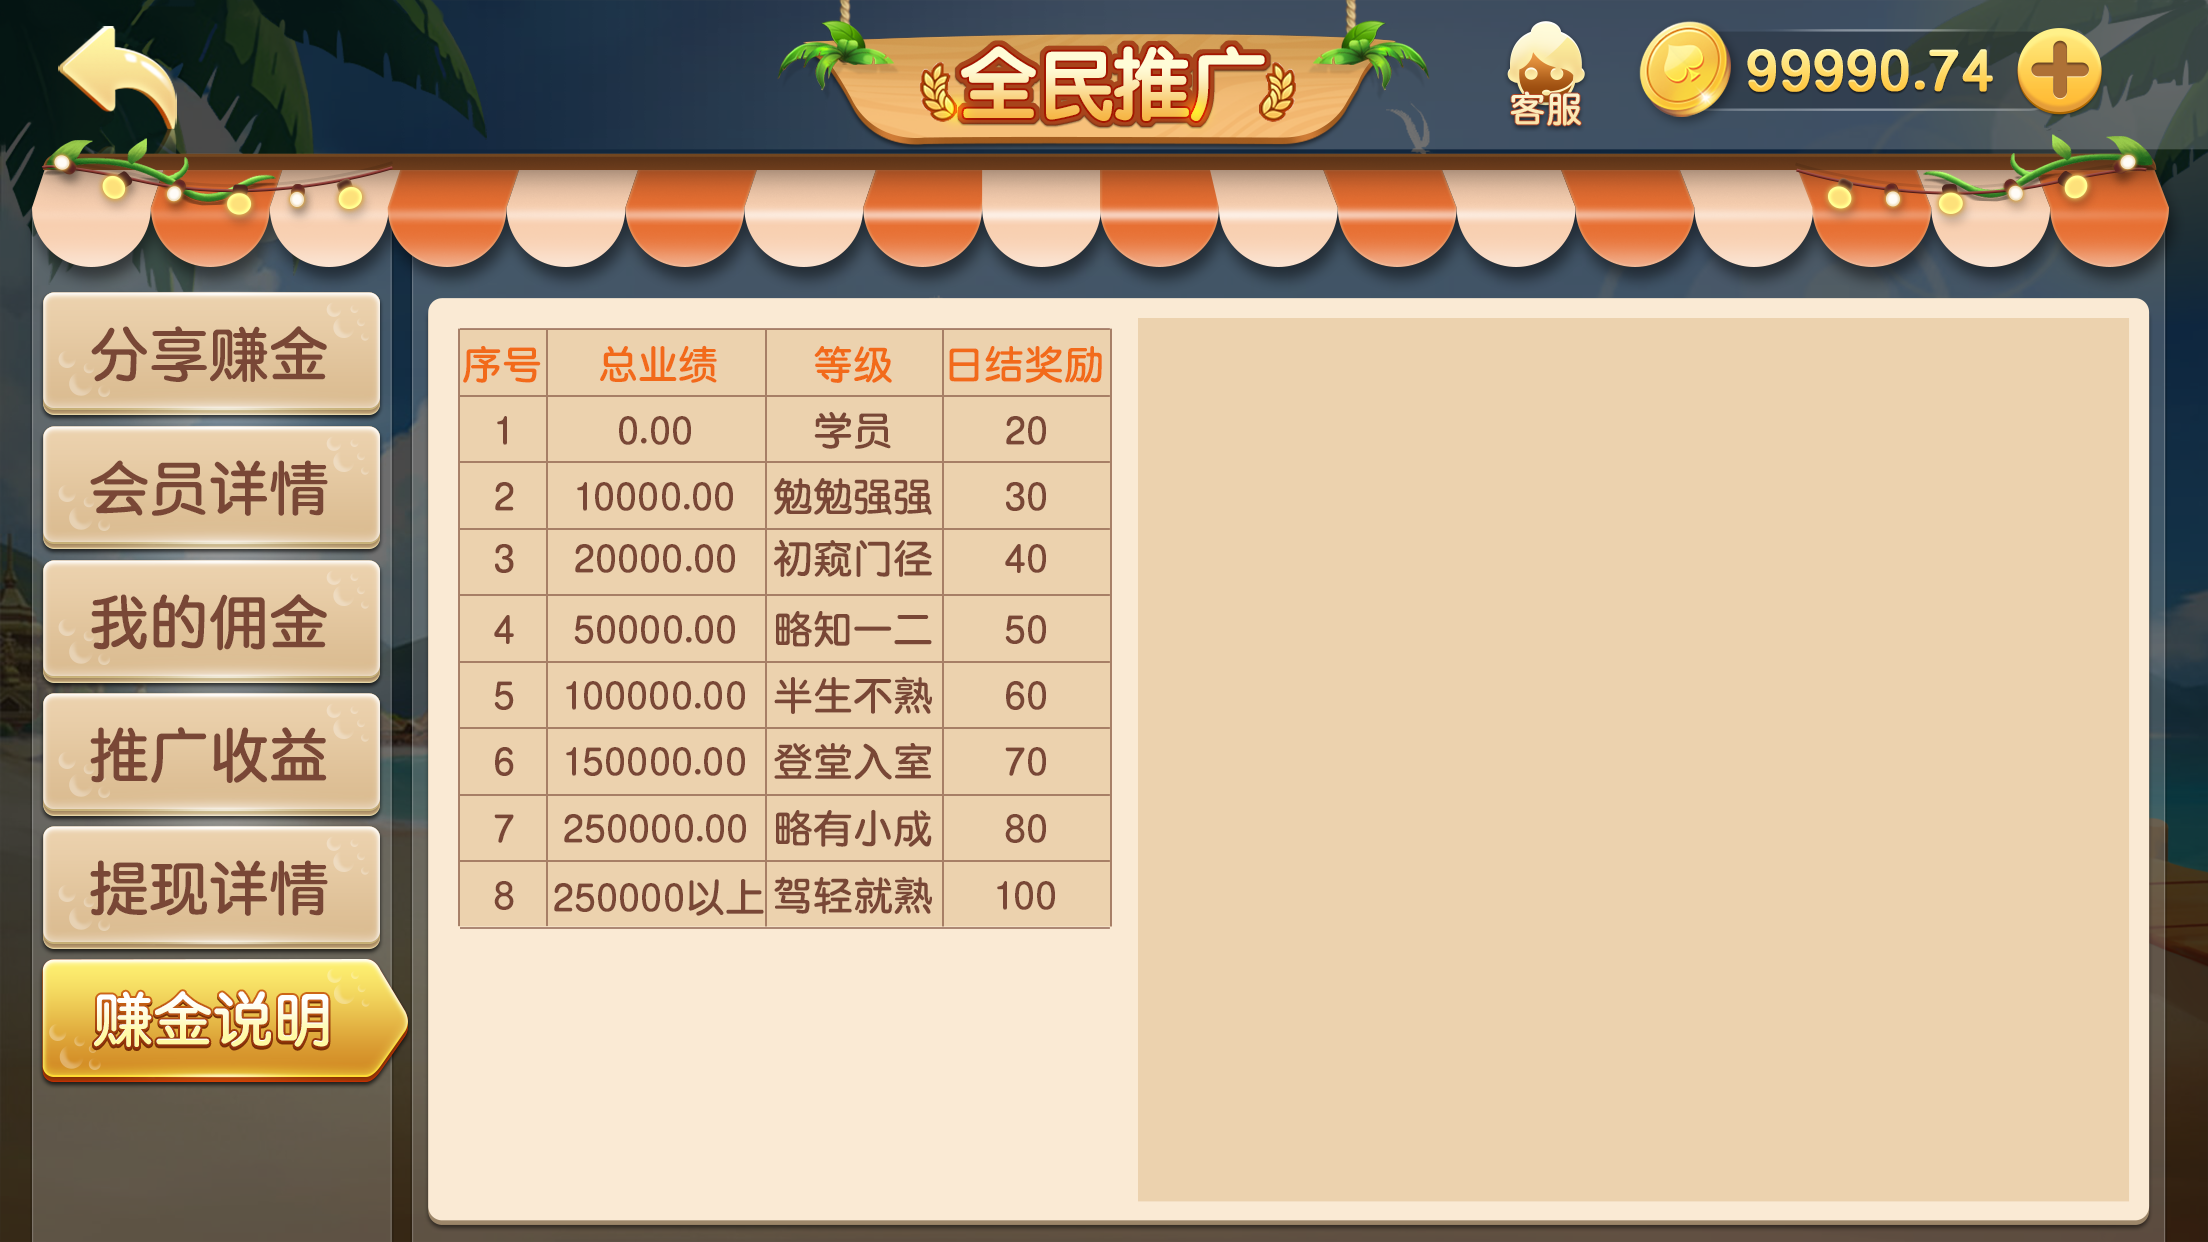 全民推广
客服
99990.74
分享赚金
会员详情
我的佣金
推广收益
提现详情
赚金说明
序号 总业绩 等级 日结奖励
1 0.00 学员 20
2 10000.00 勉勉强强 30
3 20000.00 初窥门径 40
4 50000.00 略知一二 50
5 100000.00 半生不熟 60
6 150000.00 登堂入室 70
7 250000.00 略有小成 80
8 250000以上 驾轻就熟 100